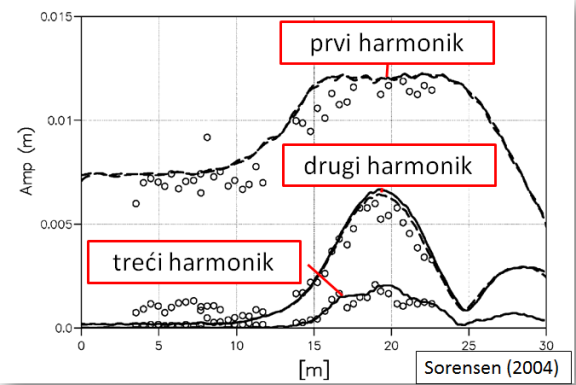 0.015
prvi harmonik
0.01
Amp (m)
drugi harmonik
0.005
treći harmonik
0.0
0 5 10 15 20 25 30
[m]
Sorensen (2004)